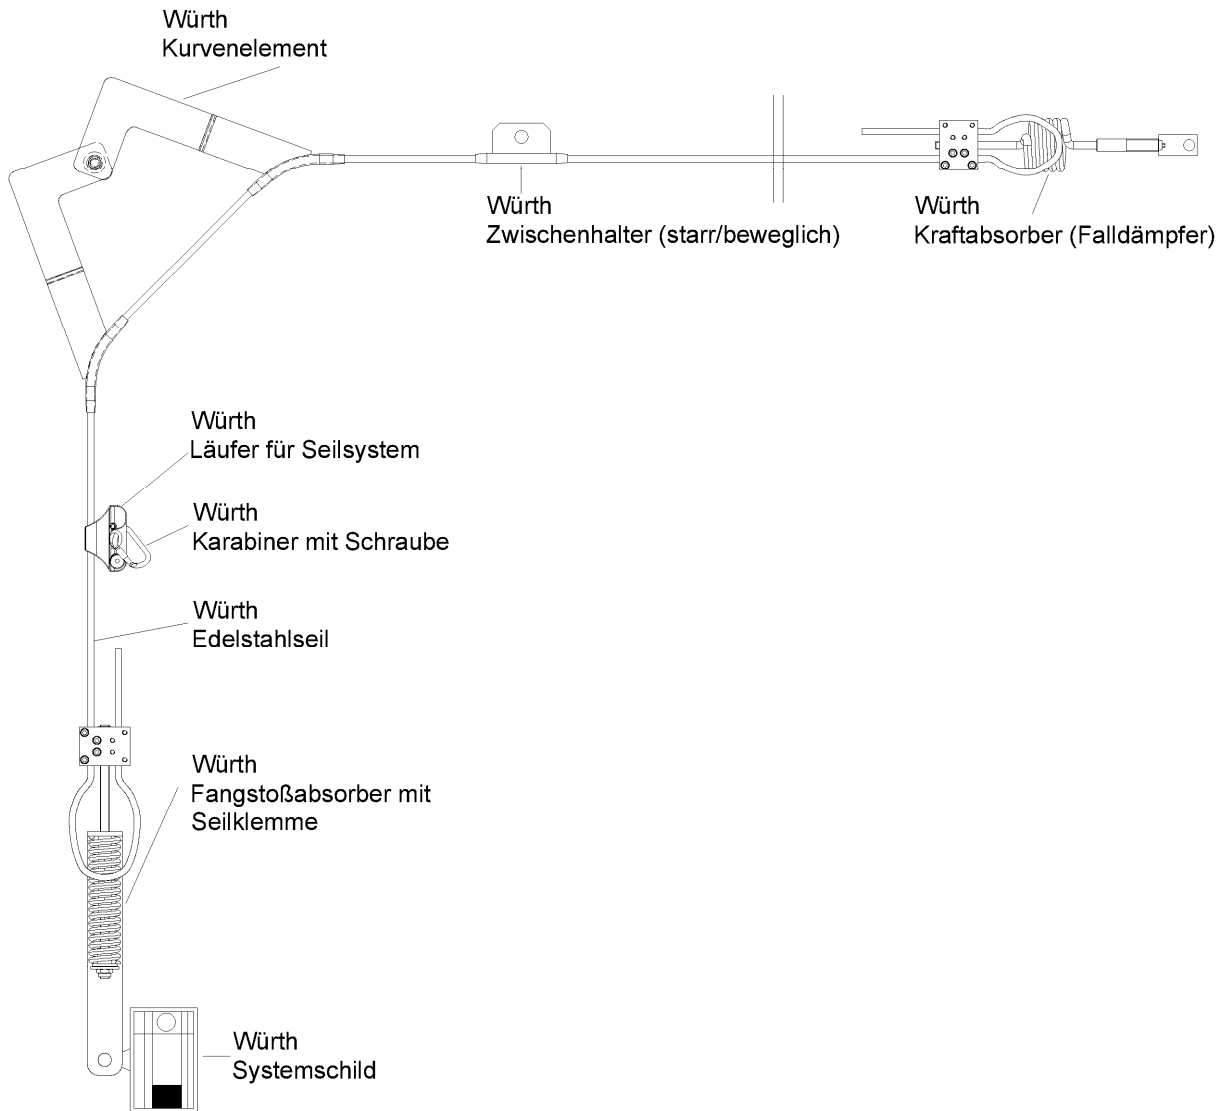 Würth
Kurvenelement
Würth
Zwischenhalter (starr/beweglich)
Würth
Kraftabsorber (Falldämpfer)
Würth
Läufer für Seilsystem
Würth
Karabiner mit Schraube
Würth
Edelstahlseil
Würth
Fangstoßabsorber mit
Seilklemme
Würth
Systemschild